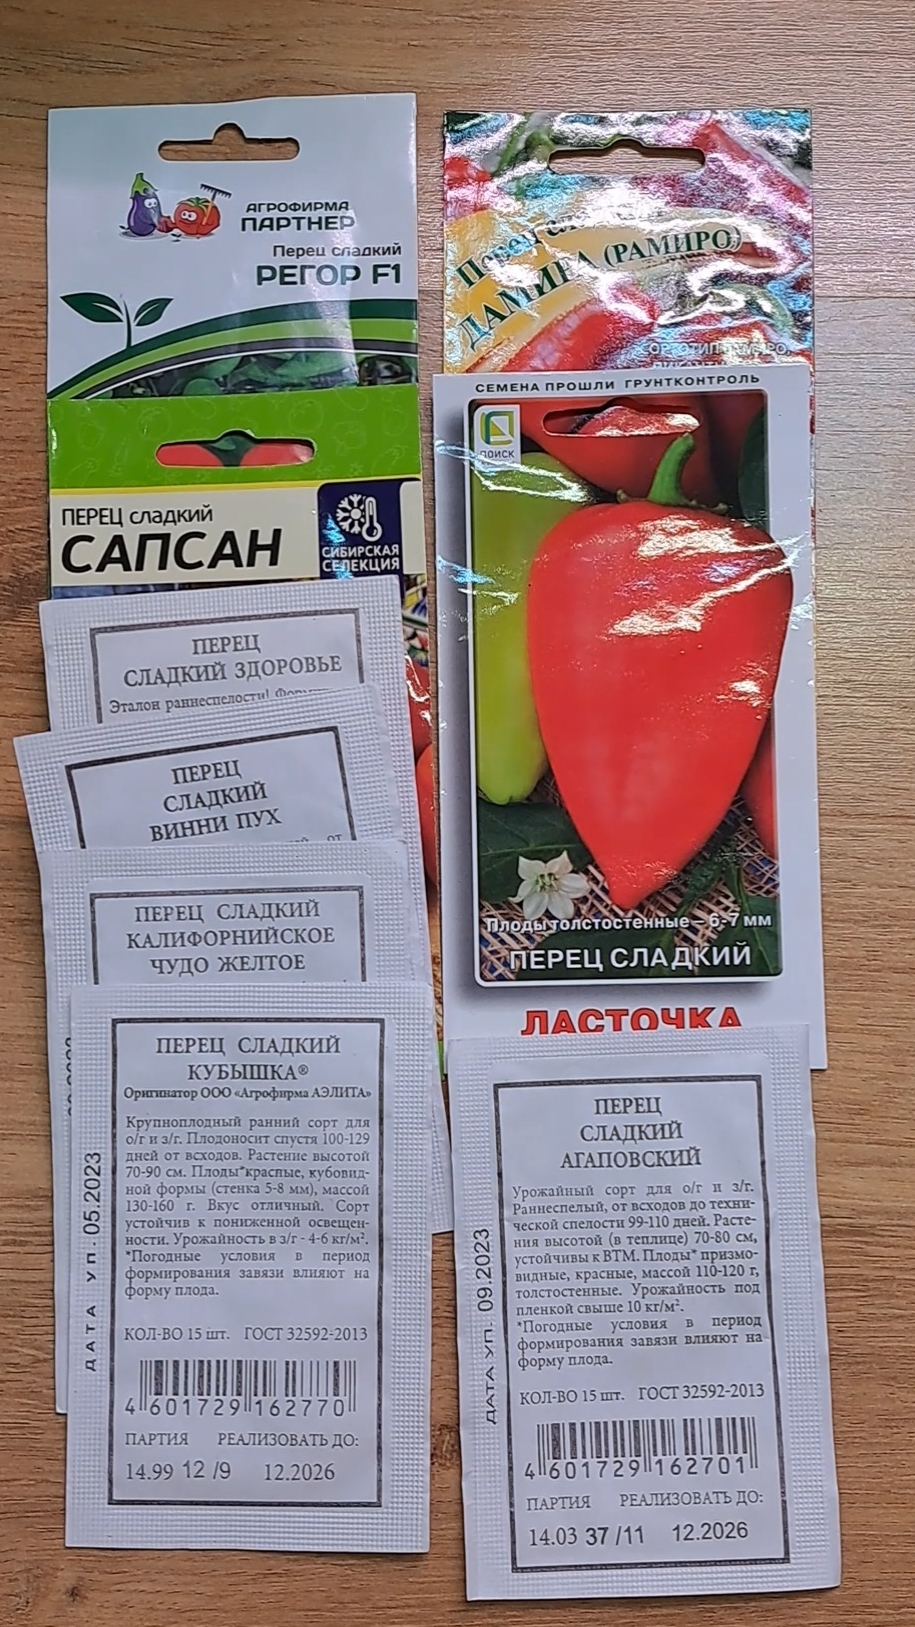 АГРОФИРМА
ПАРТНЕР
Перец сладкий
РЕГОР F1
ПЕРЕЦ сладкий
САПСАН
СИБИРСКАЯ
СЕЛЕКЦИЯ
ПЕРЕЦ
СЛАДКИЙ ЗДОРОВЬЕ
Эталон раннеспелости!
ПЕРЕЦ
СЛАДКИЙ
ВИННИ ПУХ
от
ПЕРЕЦ СЛАДКИЙ
КАЛИФОРНИЙСКОЕ
ЧУДО ЖЕЛТОЕ
ПЕРЕЦ СЛАДКИЙ
КУБЫШКА®
Оригинатор ООО «Агрофирма АЭЛИТА»
Крупноплодный ранний сорт для
о/г и з/г. Плодоносит спустя 100-129
дней от всходов. Растение высотой
70-90 см. Плоды*красные, кубовид-
ной формы (стенка 5-8 мм), массой
130-160 г. Вкус отличный. Сорт
устойчив к пониженной освещен-
ности. Урожайность в з/г - 4-6 кг/м².
*Погодные условия в период
формирования завязи влияют на
форму плода.
КОЛ-ВО 15 шт. ГОСТ 32592-2013
4 601729 162770
ПАРТИЯ РЕАЛИЗОВАТЬ ДО:
14.99 12 /9 12.2026
ДАТА УП. 05.2023
Перец
ДАМИРА (РАМИРО)
СЕМЕНА ПРОШЛИ ГРУНТКОНТРОЛЬ
ПОИСК
Плоды толстостенные – 6-7 мм
ПЕРЕЦ СЛАДКИЙ
ЛАСТОЧКА
ПЕРЕЦ
СЛАДКИЙ
АГАПОВСКИЙ
Урожайный сорт для о/г и з/г.
Раннеспелый, от всходов до техни-
ческой спелости 99-110 дней. Расте-
ния высотой (в теплице) 70-80 см,
устойчивы к ВТМ. Плоды* призмо-
видные, красные, массой 110-120 г,
толстостенные. Урожайность под
пленкой свыше 10 кг/м².
*Погодные условия в период
формирования завязи влияют на
форму плода.
КОЛ-ВО 15 шт. ГОСТ 32592-2013
4 601729 162701
ПАРТИЯ РЕАЛИЗОВАТЬ ДО:
14.03 37 /11 12.2026
ДАТА УП. 09.2023